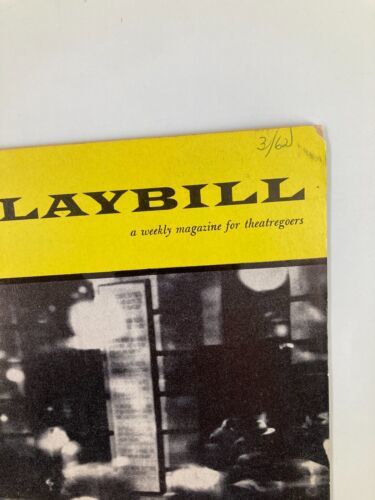 3/62
LAYBILL
a weekly magazine for theatregoers